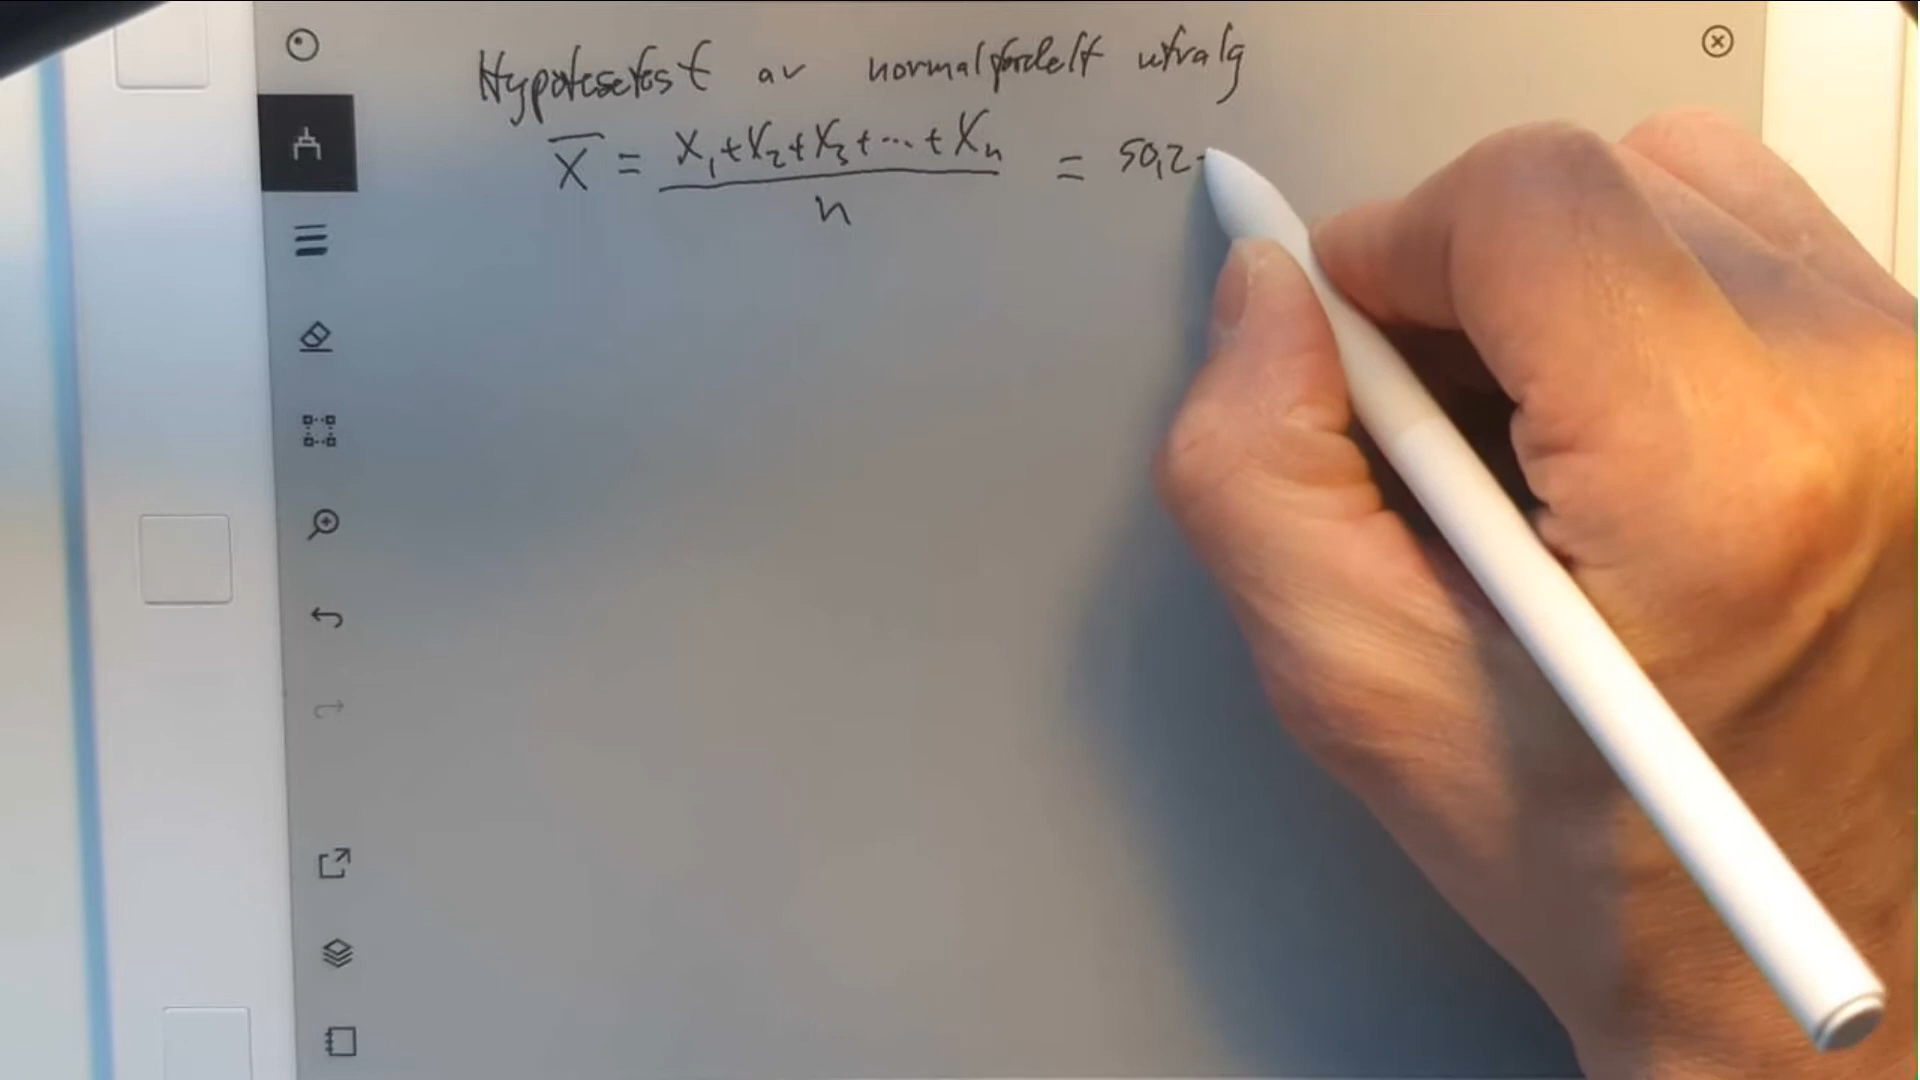 Hypotesetest av normalfordelt utvalg
X̄ = X₁+X₂+X₃+...+Xₙ / n = 50,2